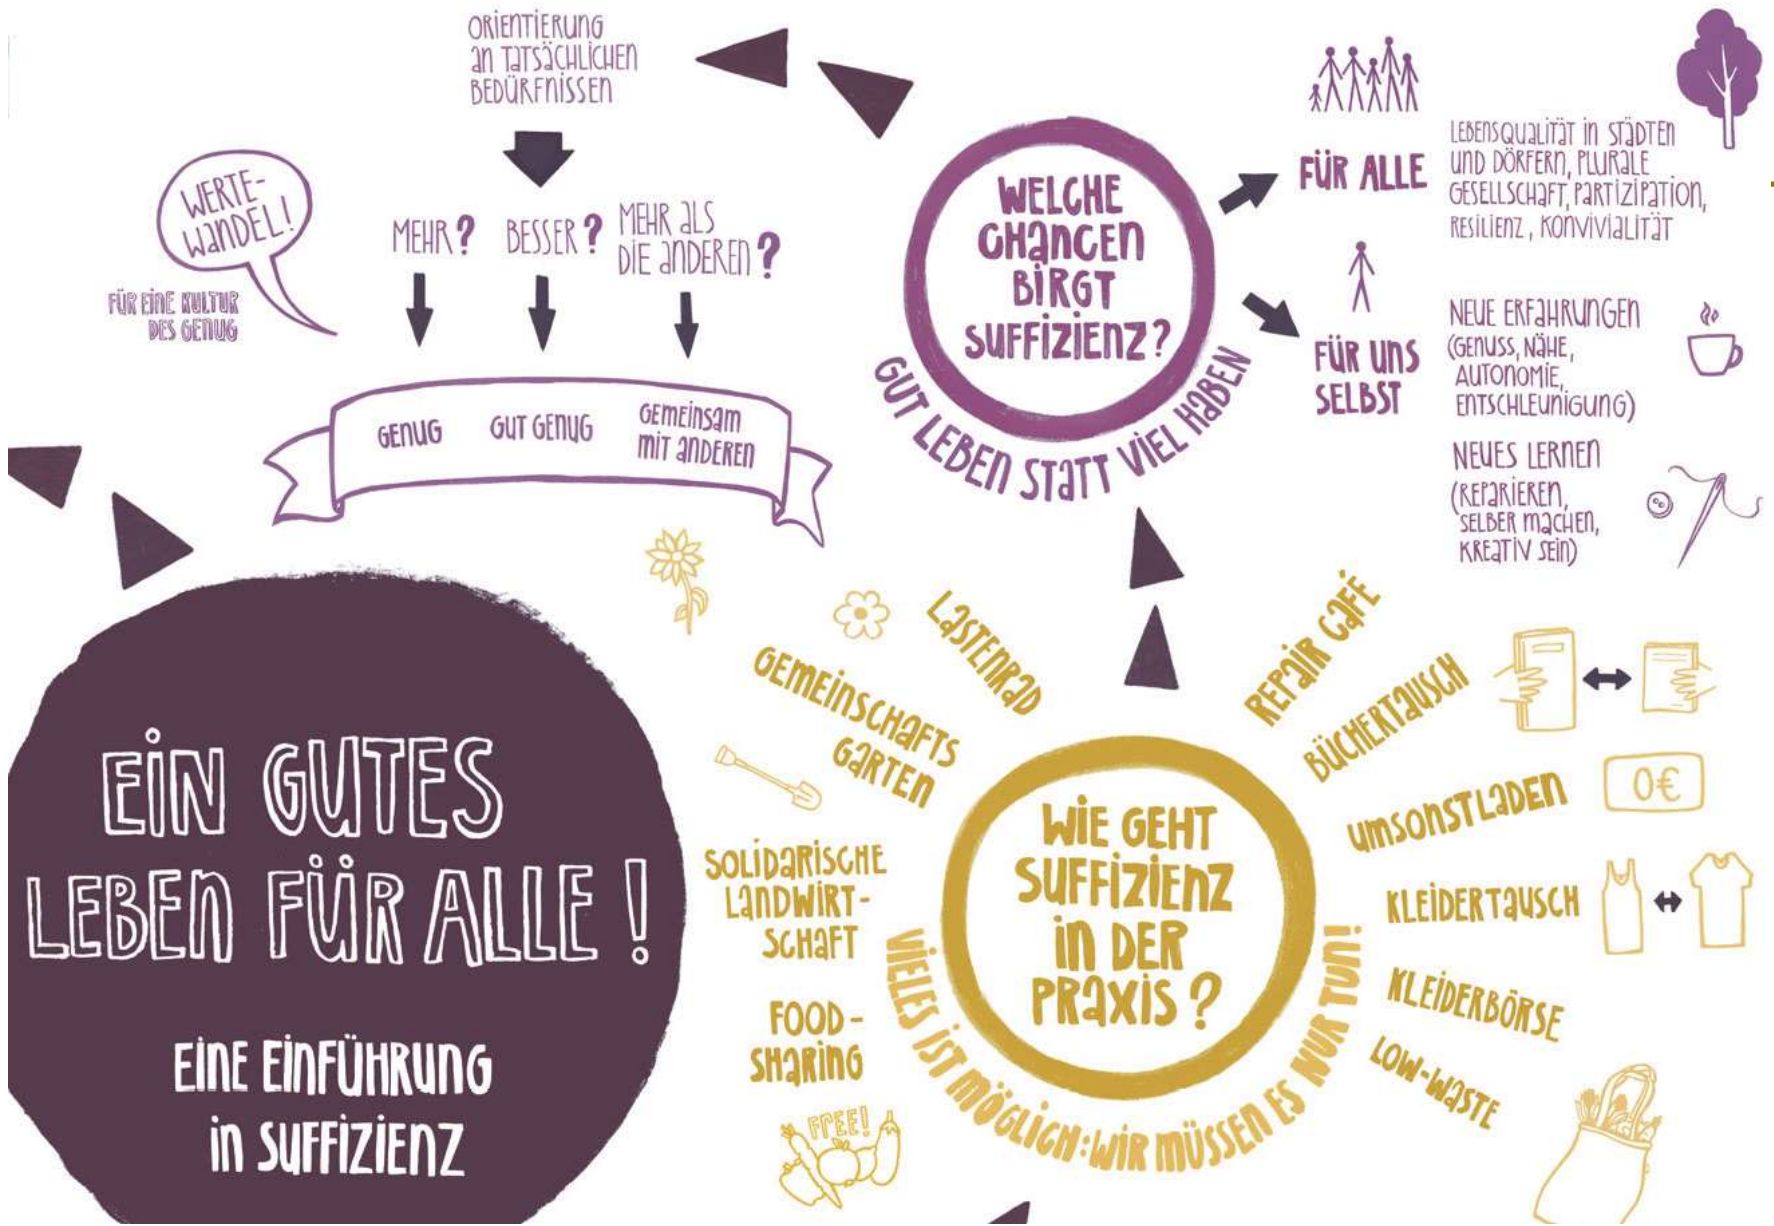 ORIENTIERUNG
AN TATSÄCHLICHEN
BEDÜRFNISSEN
WERTE-
WANDEL!
FÜR EINE KULTUR
DES GENUG
MEHR?
BESSER?
MEHR ALS
DIE ANDEREN?
GENUG
GUT GENUG
GEMEINSAM
MIT ANDEREN
WELCHE
CHANCEN
BIRGT
SUFFIZIENZ?
GUT LEBEN STATT VIEL HABEN
FÜR ALLE
LEBENSQUALITÄT IN STÄDTEN
UND DÖRFERN, PLURALE
GESELLSCHAFT, PARTIZIPATION,
RESILIENZ, KONVIVIALITÄT
FÜR UNS
SELBST
NEUE ERFAHRUNGEN
(GENUSS, NÄHE,
AUTONOMIE,
ENTSCHLEUNIGUNG)
NEUES LERNEN
(REPARIEREN,
SELBER MACHEN,
KREATIV SEIN)
EIN GUTES
LEBEN FÜR ALLE!
EINE EINFÜHRUNG
IN SUFFIZIENZ
WIE GEHT
SUFFIZIENZ
IN DER
PRAXIS?
VIELES IST MÖGLICH: WIR MÜSSEN ES NUR TUN!
LASTENRAD
GEMEINSCHAFTS
GARTEN
SOLIDARISCHE
LANDWIRT-
SCHAFT
FOOD-
SHARING
FREE!
REPAIR CAFÉ
BÜCHERTAUSCH
UMSONSTLADEN
0€
KLEIDERTAUSCH
KLEIDERBÖRSE
LOW-WASTE